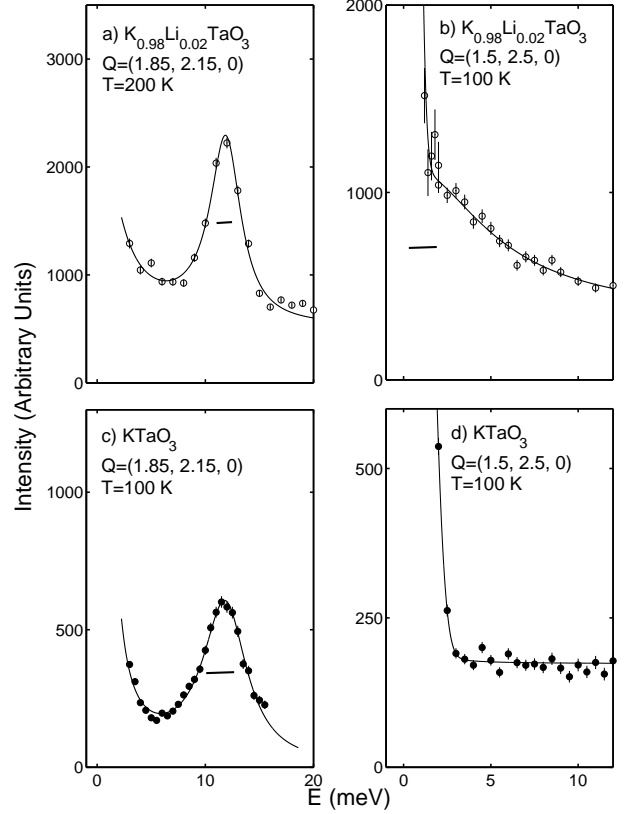 3500
3000
2000
1000
0
a) K0.98Li0.02TaO3
Q=(1.85, 2.15, 0)
T=200 K
2000
1000
0
b) K0.98Li0.02TaO3
Q=(1.5, 2.5, 0)
T=100 K
Intensity (Arbitrary Units)
1000
500
0
c) KTaO3
Q=(1.85, 2.15, 0)
T=100 K
0 10 20
500
250
0
d) KTaO3
Q=(1.5, 2.5, 0)
T=100 K
0 5 10
E (meV)